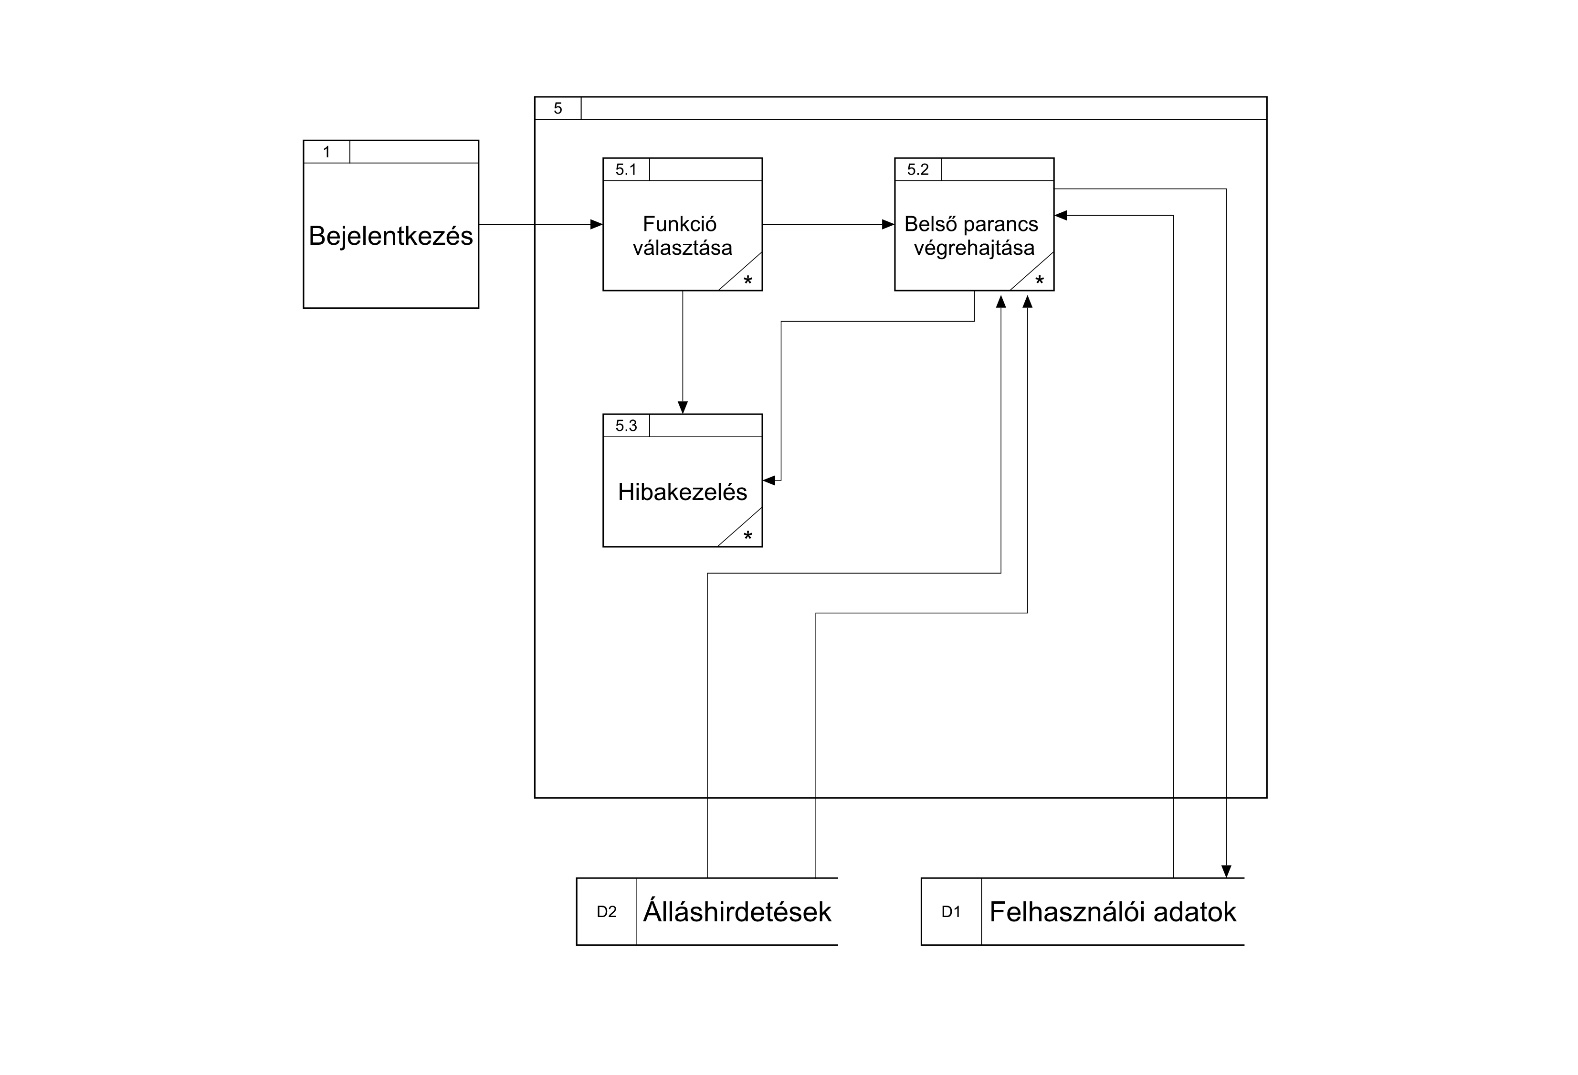 5
1
Bejelentkezés
5.1
Funkció
választása
*
5.2
Belső parancs
végrehajtása
*
5.3
Hibakezelés
*
D2
Álláshirdetések
D1
Felhasználói adatok